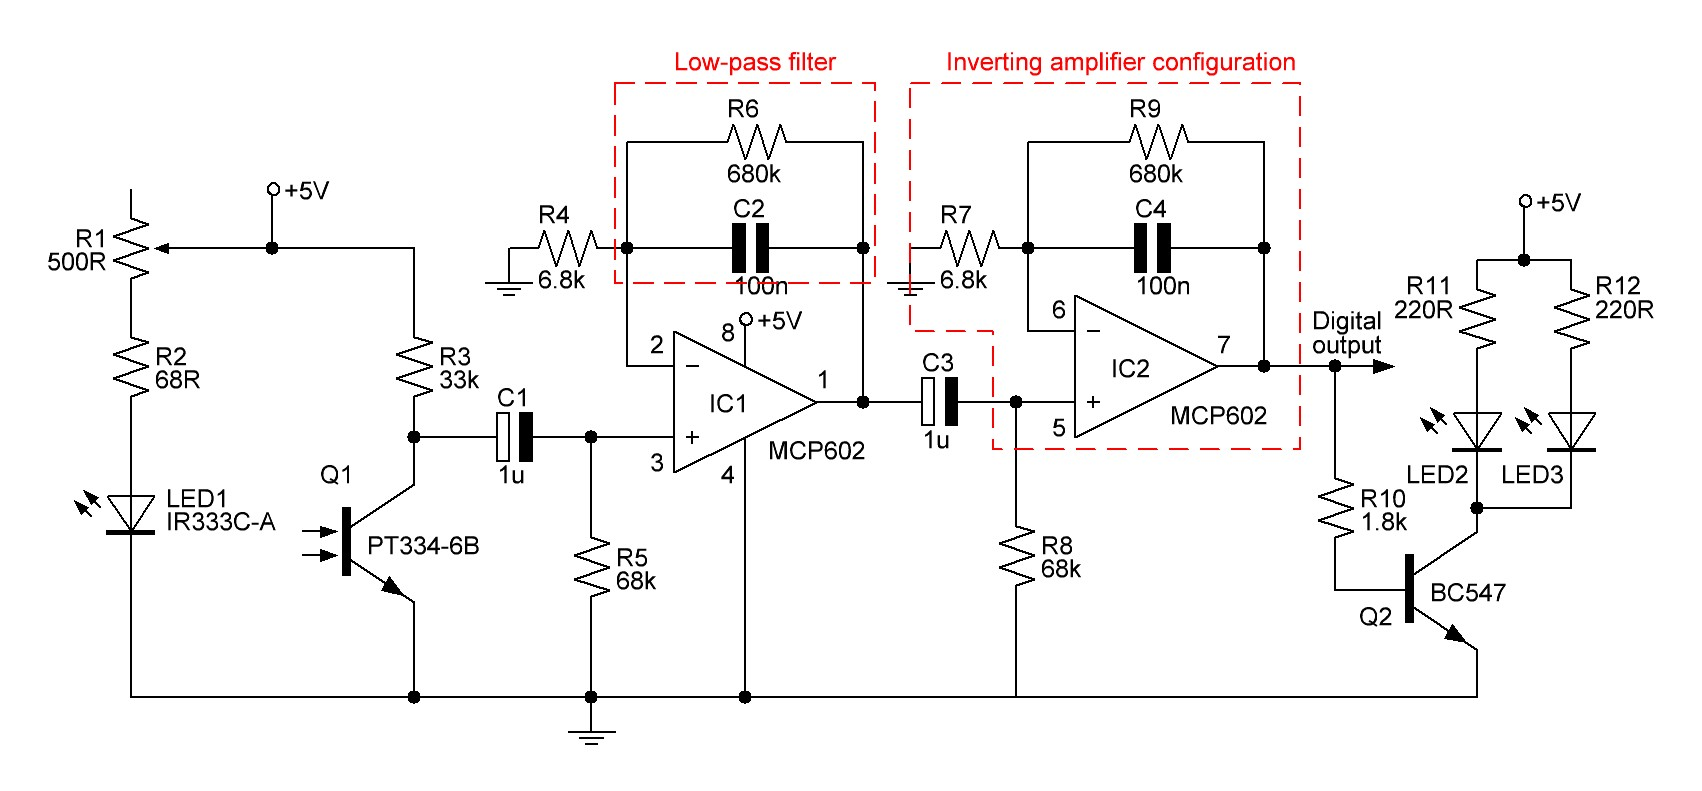 Low-pass filter
Inverting amplifier configuration
R6
680k
R9
680k
+5V
R1
500R
R4
6.8k
C2
100n
R7
6.8k
C4
100n
+5V
R11
220R
R12
220R
8
+5V
2
−
IC1
1
+
3
4
MCP602
6
−
IC2
7
+
5
MCP602
Digital
output
R2
68R
R3
33k
C1
1u
C3
1u
LED2
LED3
Q1
LED1
IR333C-A
PT334-6B
R5
68k
R8
68k
R10
1.8k
BC547
Q2